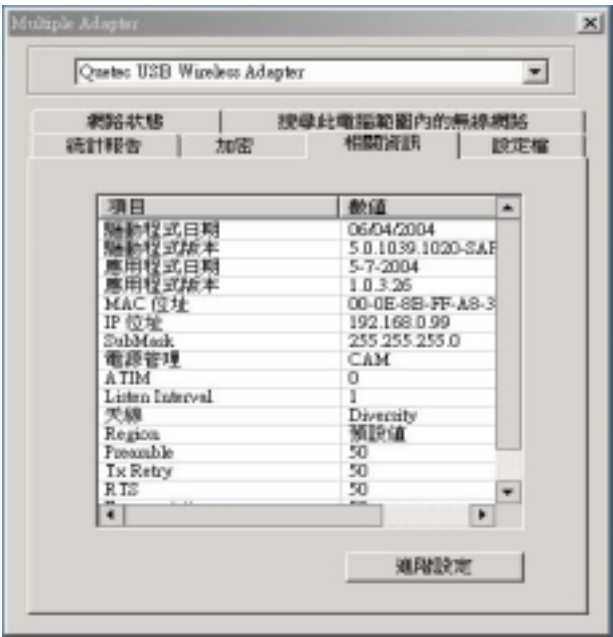 Multiple Adapter
Quetec USB Wireless Adapter
網路狀態 搜尋此電腦範圍內的無線網路
統計報告 加密 相關資訊 設定檔
項目 數值
驅動程式日期 06/04/2004
驅動程式版本 5.0.1039.1020-SAP
應用程式日期 5-7-2004
應用程式版本 1.0.3.26
MAC 位址 00-0E-8B-FF-A8-3
IP 位址 192.168.0.99
SubMask 255.255.255.0
電源管理 CAM
ATIM 0
Listen Interval 1
天線 Diversity
Region 預設值
Preamble 50
Tx Retry 50
RTS 50
進階設定